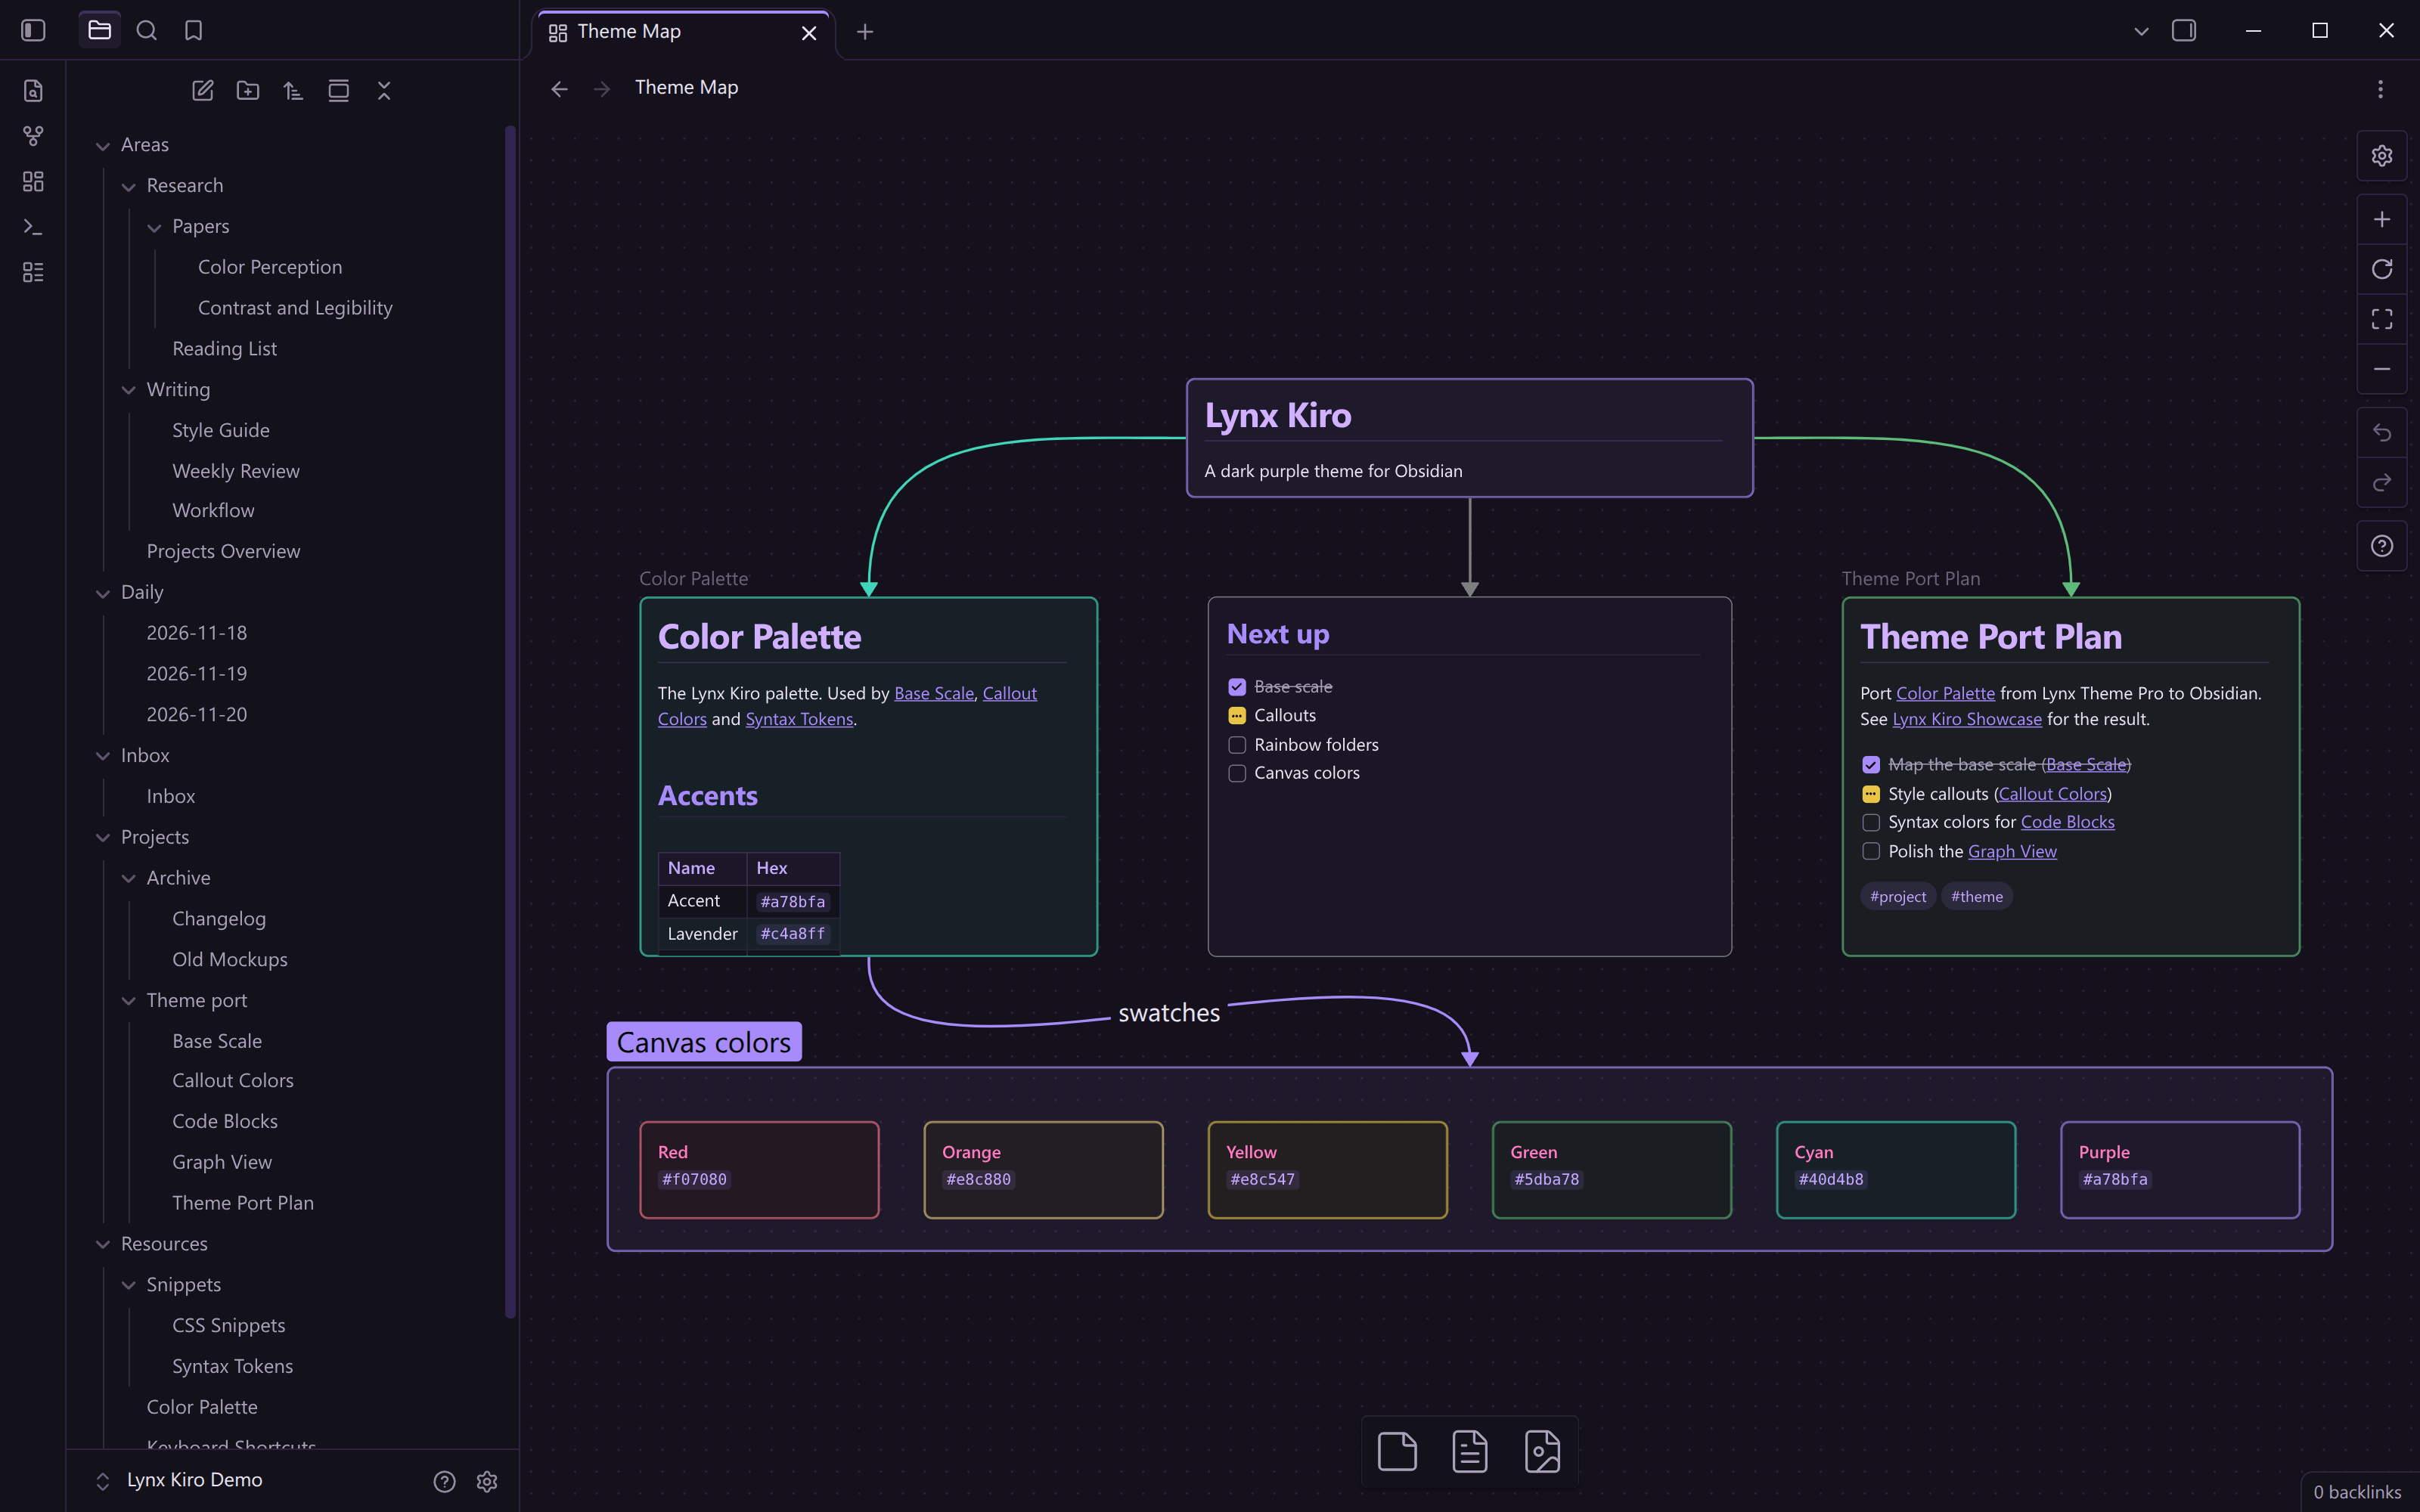 Theme Map
Theme Map
Areas
Research
Papers
Color Perception
Contrast and Legibility
Reading List
Writing
Style Guide
Weekly Review
Workflow
Projects Overview
Daily
2026-11-18
2026-11-19
2026-11-20
Inbox
Inbox
Projects
Archive
Changelog
Old Mockups
Theme port
Base Scale
Callout Colors
Code Blocks
Graph View
Theme Port Plan
Resources
Snippets
CSS Snippets
Syntax Tokens
Color Palette
Keyboard Shortcuts
Lynx Kiro Demo
Lynx Kiro
A dark purple theme for Obsidian
Color Palette
Color Palette
The Lynx Kiro palette. Used by Base Scale, Callout
Colors and Syntax Tokens.
Accents
Name Hex
Accent #a78bfa
Lavender #c4a8ff
Next up
Base scale
Callouts
Rainbow folders
Canvas colors
Theme Port Plan
Theme Port Plan
Port Color Palette from Lynx Theme Pro to Obsidian.
See Lynx Kiro Showcase for the result.
Map the base scale (Base Scale)
Style callouts (Callout Colors)
Syntax colors for Code Blocks
Polish the Graph View
#project #theme
swatches
Canvas colors
Red
#f07080
Orange
#e8c880
Yellow
#e8c547
Green
#5dba78
Cyan
#40d4b8
Purple
#a78bfa
0 backlinks